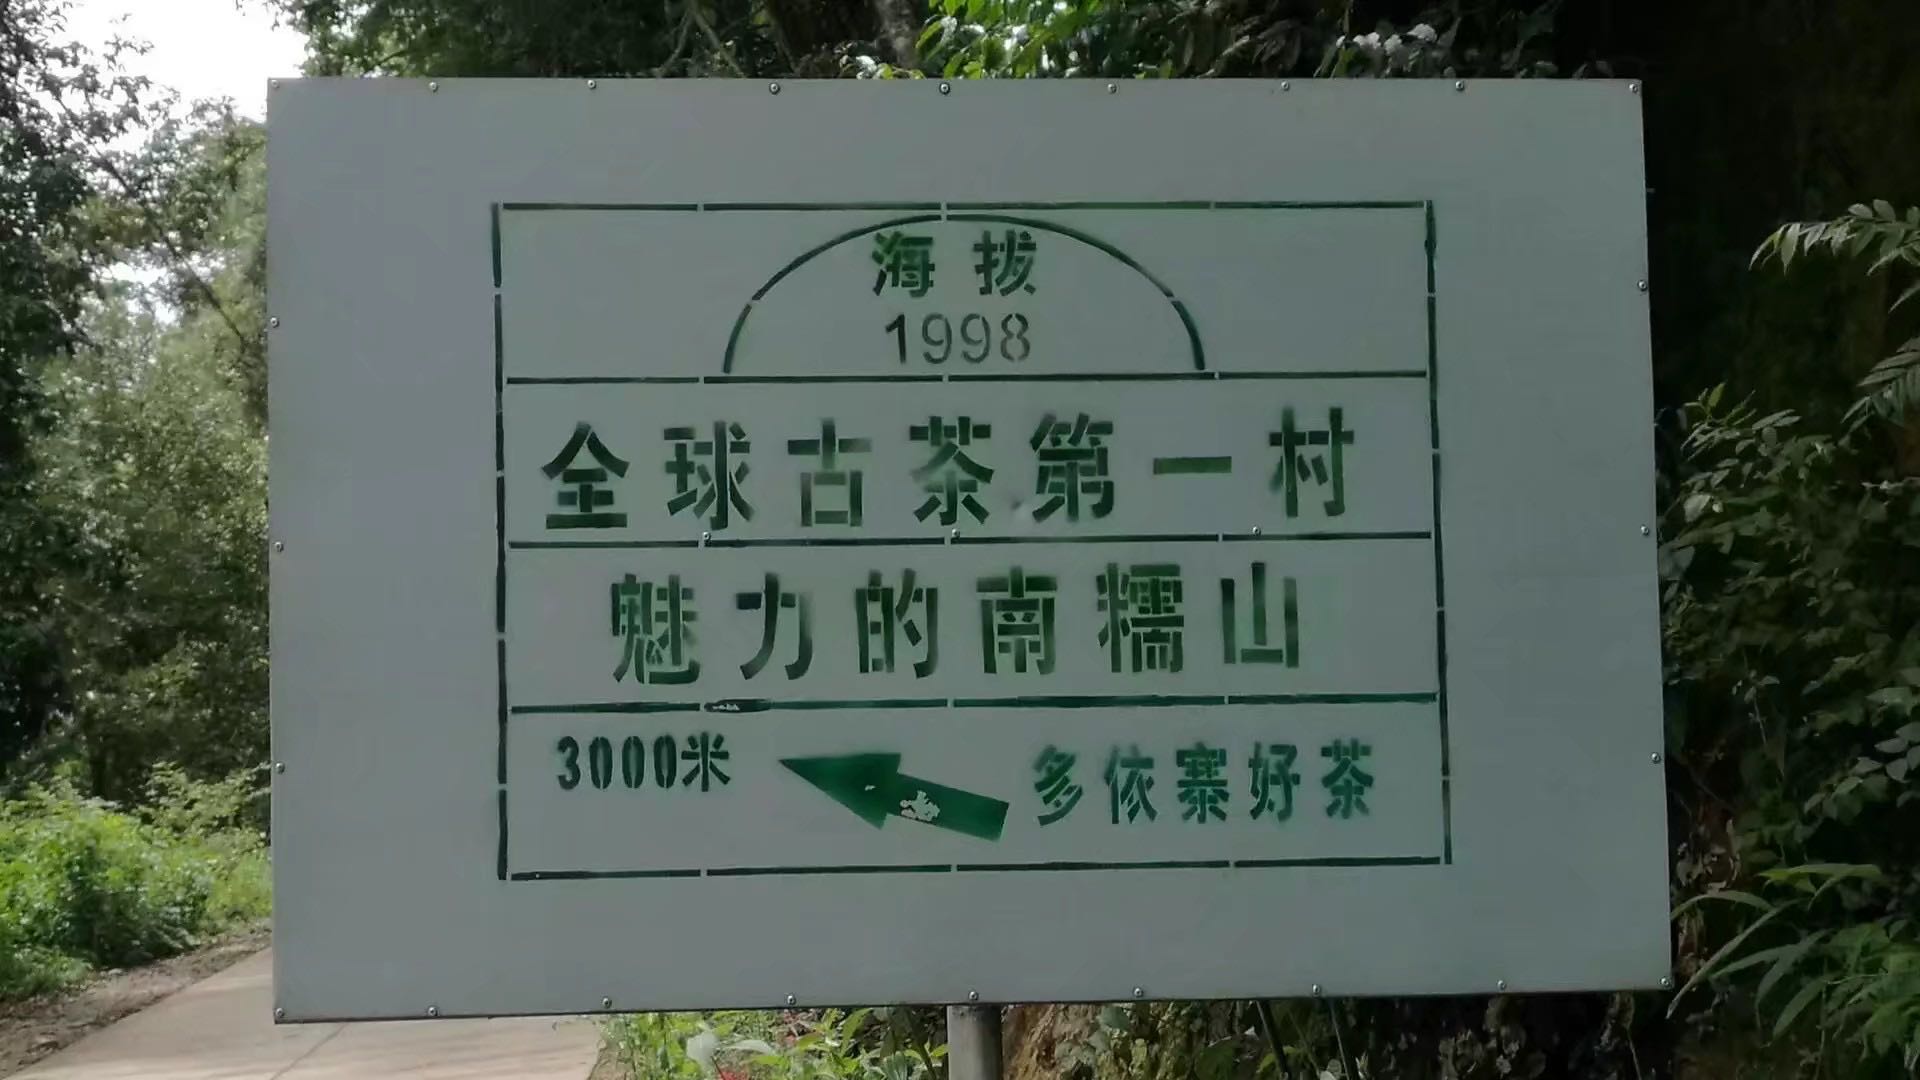 海拔
1998
全球古茶第一村
魅力的南糯山
3000米 多依寨好茶